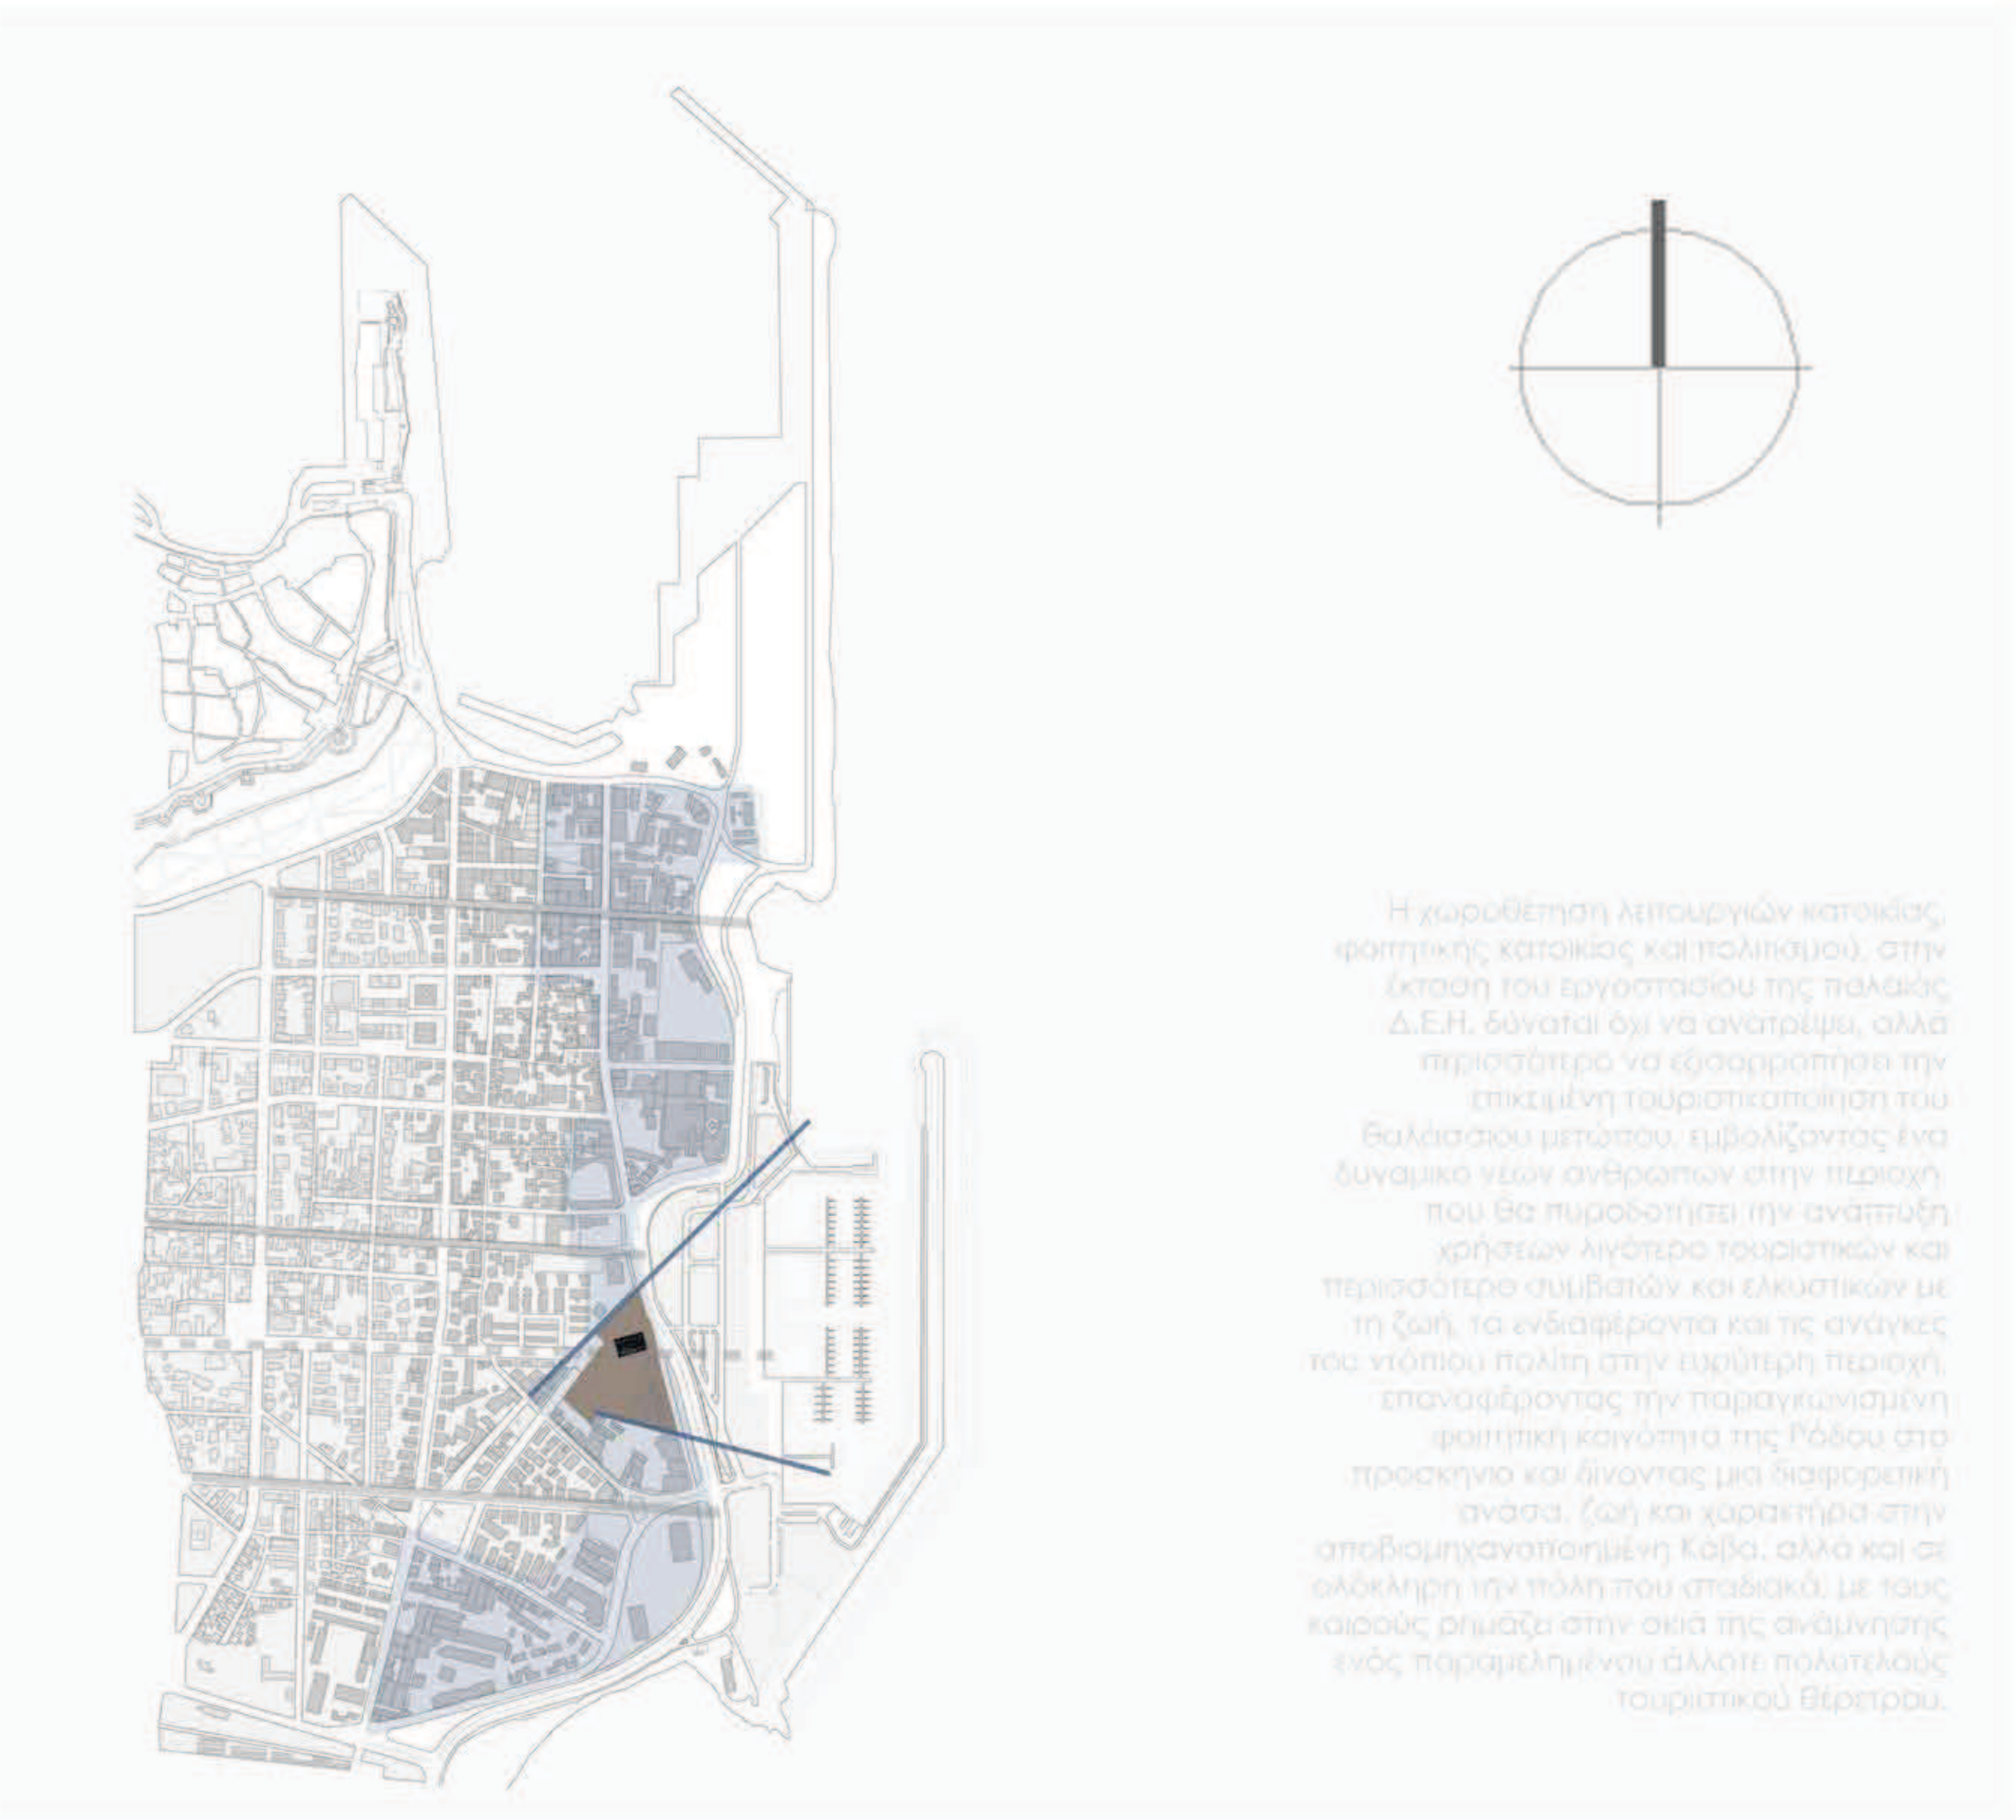 Η χωροθέτηση λειτουργιών κατοικίας,
φοιτητικής κατοικίας και πολιτισμού, στην
έκταση του εργοστασίου της παλαιάς
Δ.Ε.Η. δύναται όχι να ανατρέψει, αλλά
περισσότερο να εξισορροπήσει την
επικειμένη τουριστικοποίηση του
θαλάσσιου μετώπου, εμβολίζοντας ένα
δυναμικό νέων ανθρώπων στην περιοχή,
που θα πυροδοτήσει την ανάπτυξη
χρήσεων λιγότερο τουριστικών και
περισσότερο συμβατών και ελκυστικών με
τη ζωή, τα ενδιαφέροντα και τις ανάγκες
του ντόπιου πολίτη στην ευρύτερη περιοχή,
επαναφέροντας την παραγκωνισμένη
φοιτητική κοινότητα της Ρόδου στο
προσκήνιο και δίνοντας μια διαφορετική
ανάσα, ζωή και χαρακτήρα στην
αποβιομηχανοποιημένη Κόβα, αλλά και σε
ολόκληρη την πόλη που σταδιακά, με τους
καιρούς ρημάζει στην σκιά της ανάμνησης
ενός παραμελημένου άλλοτε πολυτελούς
τουριστικού θέρετρου.